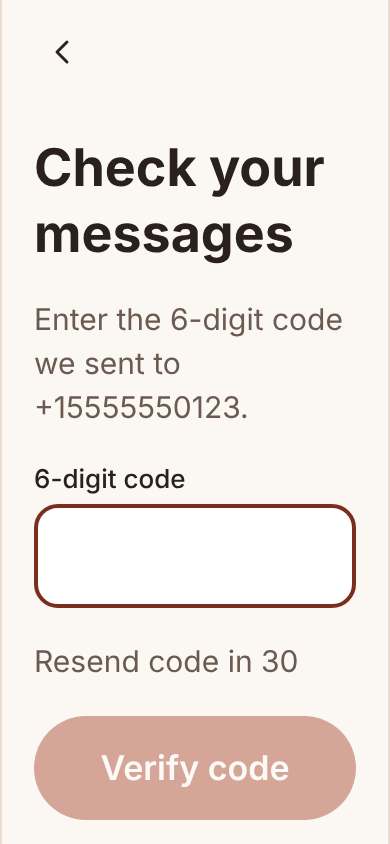 Check your
messages
Enter the 6-digit code
we sent to
+15555550123.
6-digit code
Resend code in 30
Verify code